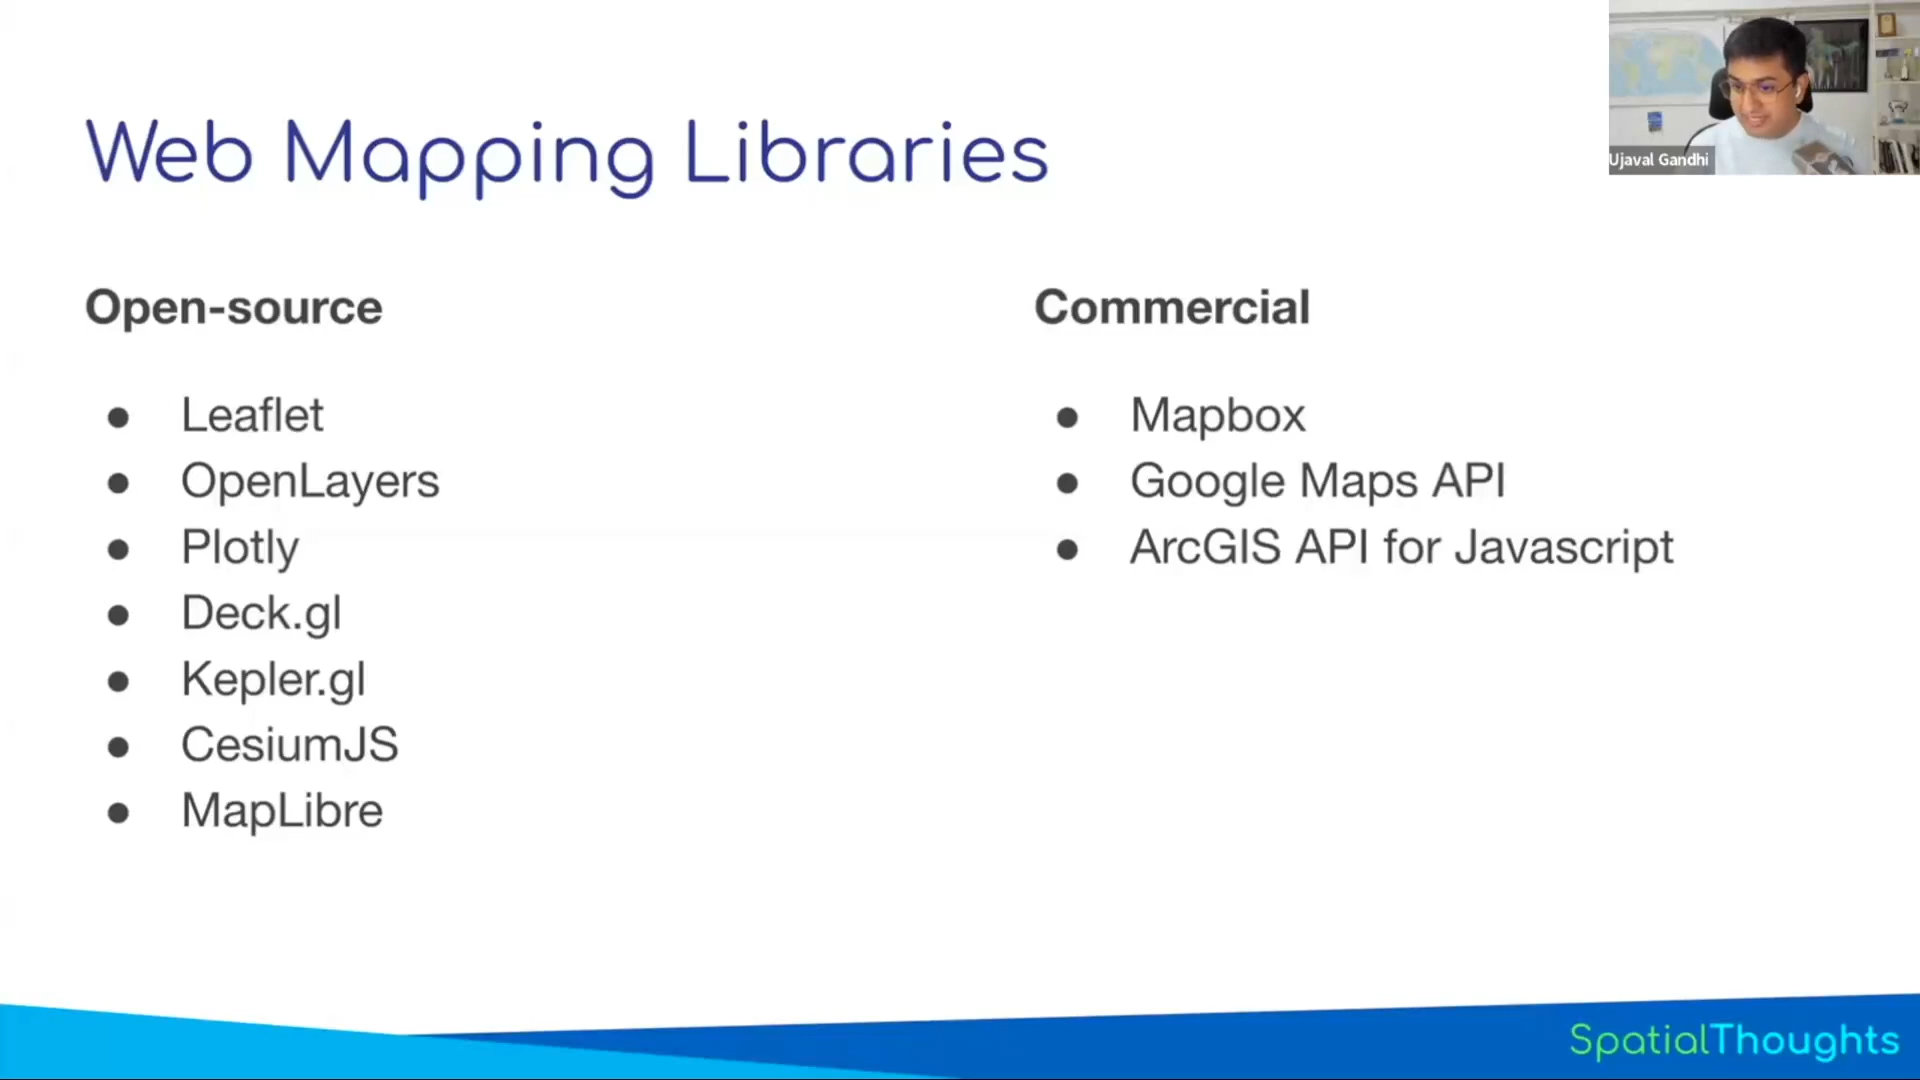 Web Mapping Libraries
Ujaval Gandhi
Open-source
Leaflet
OpenLayers
Plotly
Deck.gl
Kepler.gl
CesiumJS
MapLibre
Commercial
Mapbox
Google Maps API
ArcGIS API for Javascript
SpatialThoughts